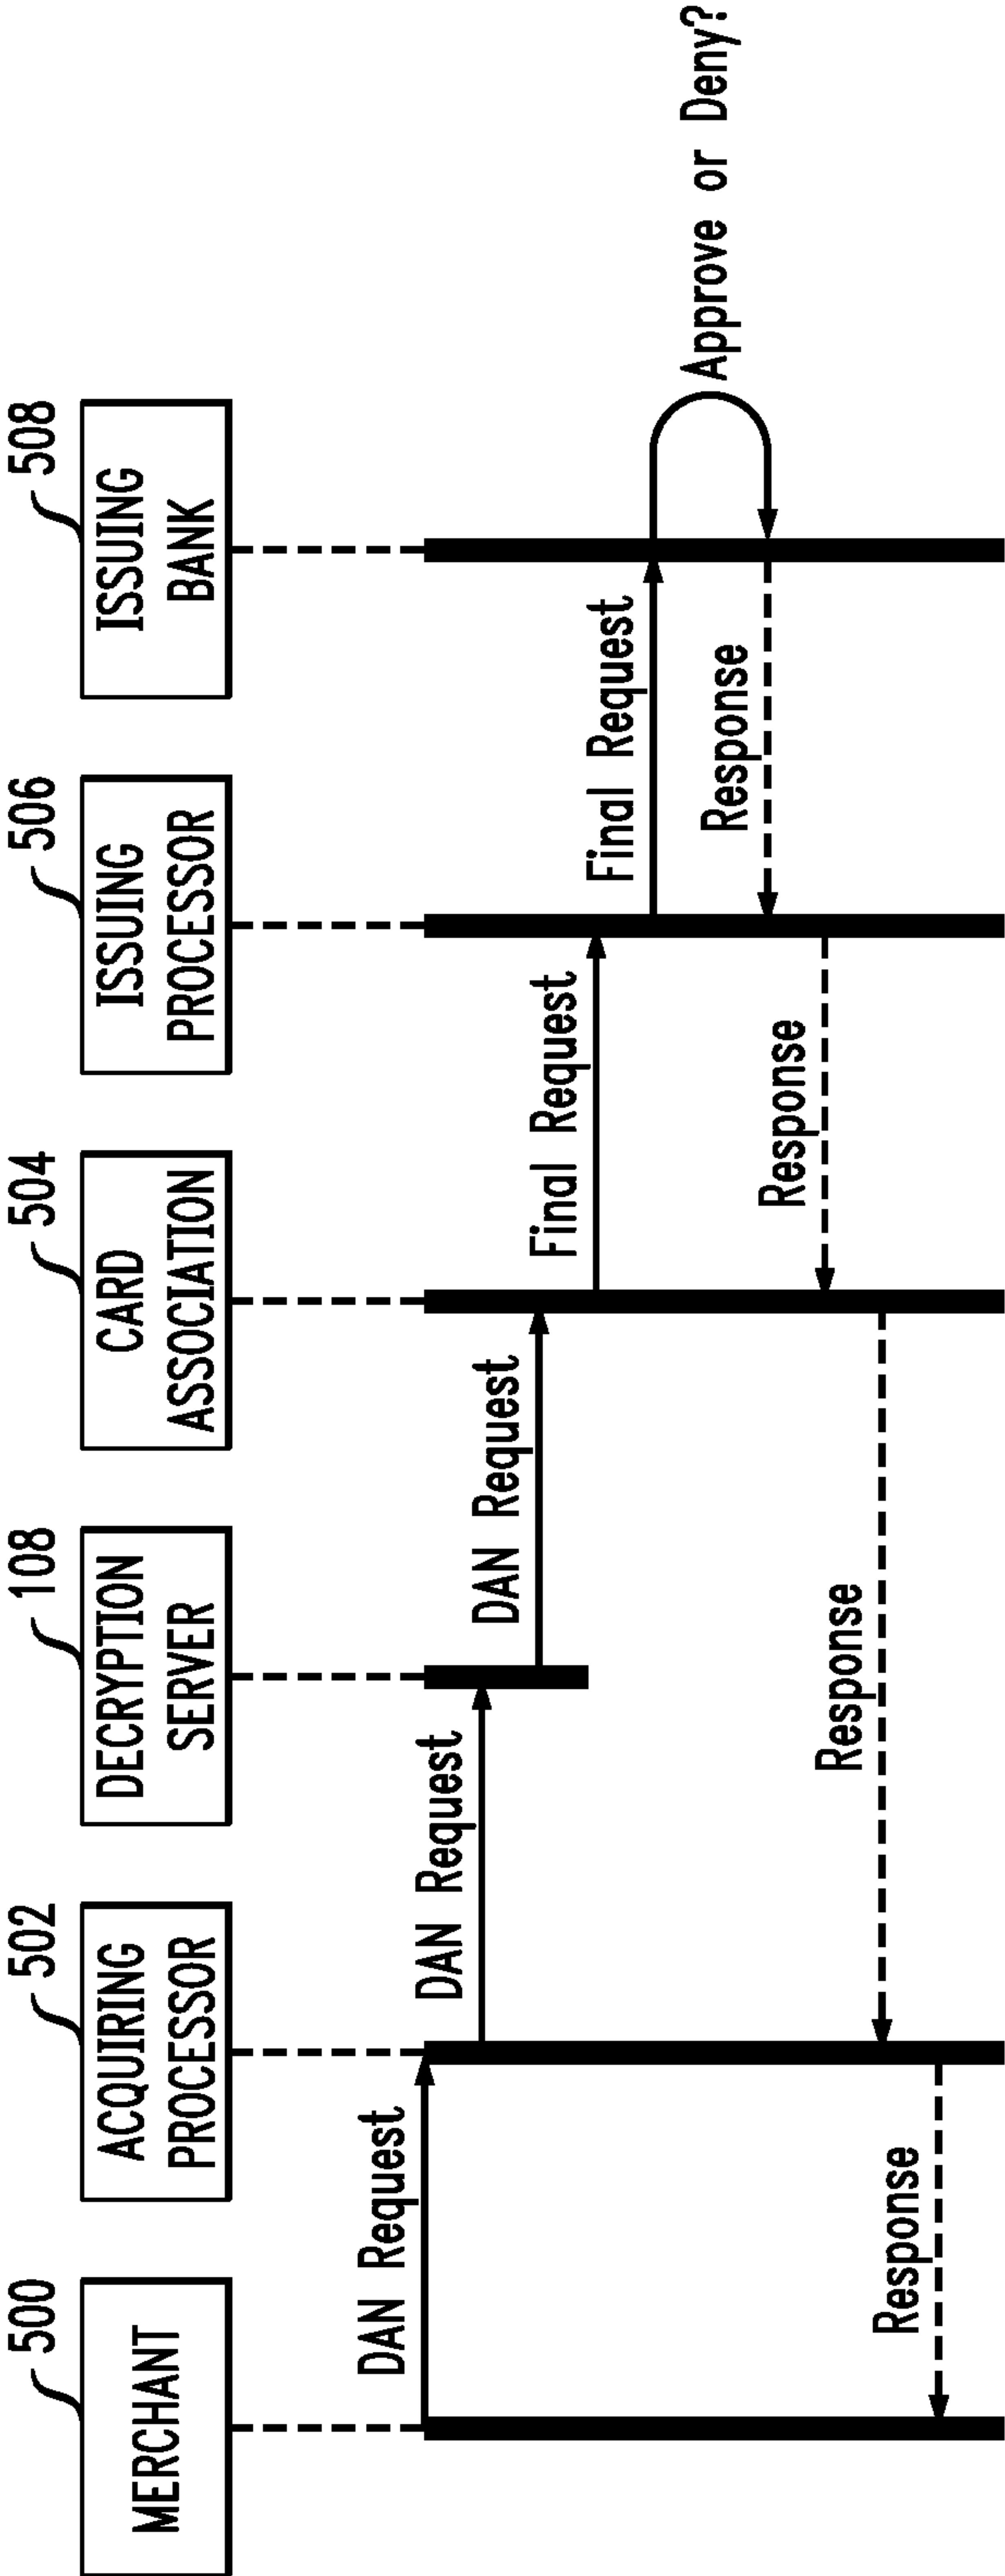 500
MERCHANT
502
ACQUIRING
PROCESSOR
108
DECRYPTION
SERVER
504
CARD
ASSOCIATION
506
ISSUING
PROCESSOR
508
ISSUING
BANK
DAN Request
DAN Request
DAN Request
Final Request
Final Request
Approve or Deny?
Response
Response
Response
Response